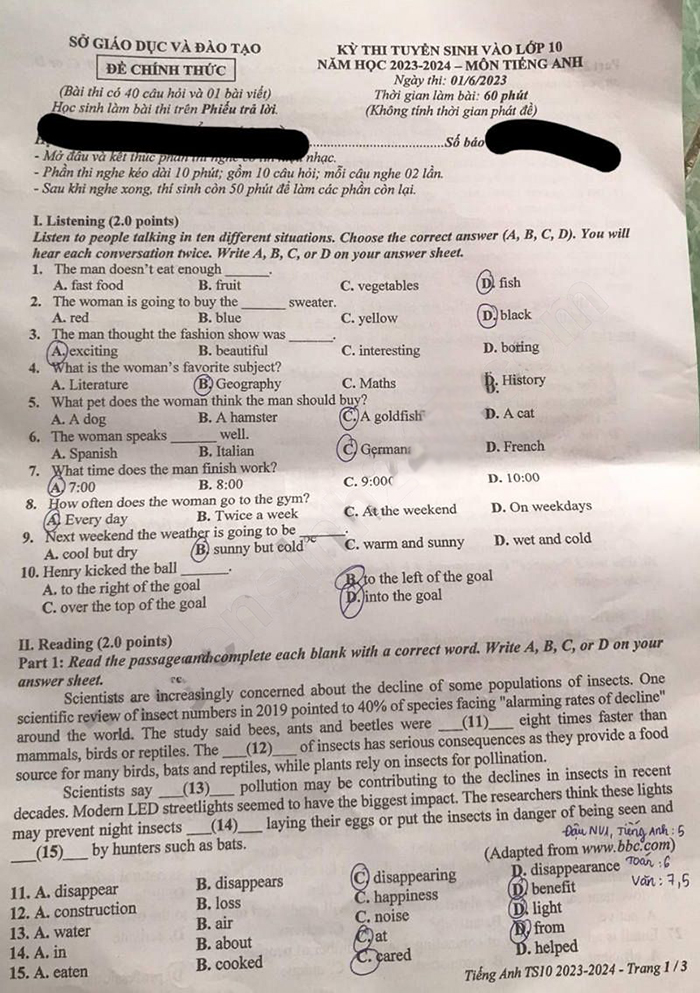 SỞ GIÁO DỤC VÀ ĐÀO TẠO
ĐỀ CHÍNH THỨC
(Bài thi có 40 câu hỏi và 01 bài viết)
Học sinh làm bài thi trên Phiếu trả lời.
KỲ THI TUYỂN SINH VÀO LỚP 10
NĂM HỌC 2023-2024 – MÔN TIẾNG ANH
Ngày thi: 01/6/2023
Thời gian làm bài: 60 phút
(Không tính thời gian phát đề)
Số báo
- Mở đầu và kết thúc phần thi nghe có nhạc.
- Phần thi nghe kéo dài 10 phút; gồm 10 câu hỏi; mỗi câu nghe 02 lần.
- Sau khi nghe xong, thí sinh còn 50 phút để làm các phần còn lại.
I. Listening (2.0 points)
Listen to people talking in ten different situations. Choose the correct answer (A, B, C, D). You will
hear each conversation twice. Write A, B, C, or D on your answer sheet.
1. The man doesn't eat enough ______.
A. fast food B. fruit C. vegetables D. fish
2. The woman is going to buy the ______ sweater.
A. red B. blue C. yellow D. black
3. The man thought the fashion show was ______.
A. exciting B. beautiful C. interesting D. boring
4. What is the woman's favorite subject?
A. Literature B. Geography C. Maths D. History
5. What pet does the woman think the man should buy?
A. A dog B. A hamster C. A goldfish D. A cat
6. The woman speaks ______ well.
A. Spanish B. Italian C. German D. French
7. What time does the man finish work?
A. 7:00 B. 8:00 C. 9:00 D. 10:00
8. How often does the woman go to the gym?
A. Every day B. Twice a week C. At the weekend D. On weekdays
9. Next weekend the weather is going to be ______.
A. cool but dry B. sunny but cold C. warm and sunny D. wet and cold
10. Henry kicked the ball ______.
A. to the right of the goal B. to the left of the goal
C. over the top of the goal D. into the goal
II. Reading (2.0 points)
Part 1: Read the passage and complete each blank with a correct word. Write A, B, C, or D on your
answer sheet.
Scientists are increasingly concerned about the decline of some populations of insects. One
scientific review of insect numbers in 2019 pointed to 40% of species facing "alarming rates of decline"
around the world. The study said bees, ants and beetles were ___(11)___ eight times faster than
mammals, birds or reptiles. The ___(12)___ of insects has serious consequences as they provide a food
source for many birds, bats and reptiles, while plants rely on insects for pollination.
Scientists say ___(13)___ pollution may be contributing to the declines in insects in recent
decades. Modern LED streetlights seemed to have the biggest impact. The researchers think these lights
may prevent night insects ___(14)___ laying their eggs or put the insects in danger of being seen and
___(15)___ by hunters such as bats.
Đậu NV1, Tiếng Anh: 5
(Adapted from www.bbc.com)
Toán: 6
Văn: 7,5
11. A. disappear B. disappears C. disappearing D. disappearance
12. A. construction B. loss C. happiness D. benefit
13. A. water B. air C. noise D. light
14. A. in B. about C. at D. from
15. A. eaten B. cooked C. cared D. helped
Tiếng Anh TS10 2023-2024 - Trang 1 / 3